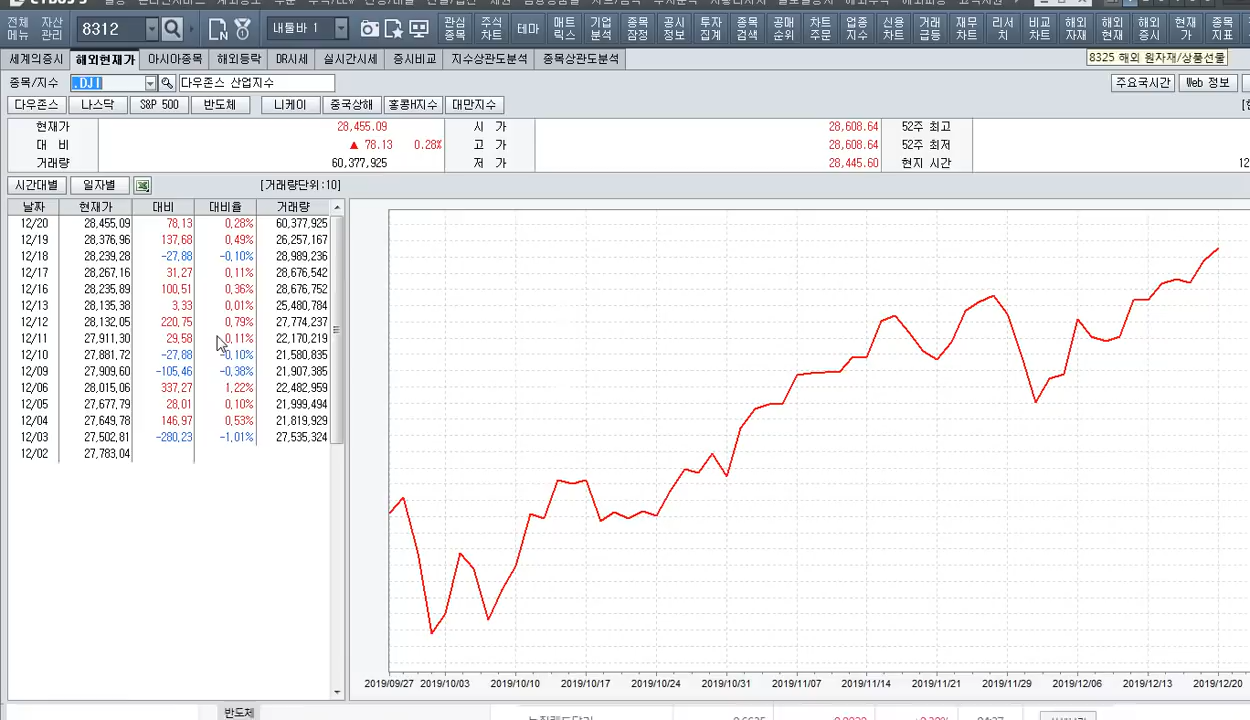 전체 자산 8312 내툴바 1 관심 주식 테마 매트 기업 종목 공시 투자 종목 공매 차트 업종 신용 거래 재무 리서 비교 해외 해외 해외 현재 종목
메뉴 관리 종목 차트 릭스 분석 잠정 정보 집계 검색 순위 주문 지수 차트 급등 차트 치 차트 자재 현재 증시 가 지표
세계의증시 해외현재가 아시아종목 해외등락 DR시세 실시간시세 증시비교 지수상관도분석 종목상관도분석 8325 해외 원자재/상품선물
종목/지수 .DJI 다우존스 산업지수 주요국시간 Web 정보
다우존스 나스닥 S&P 500 반도체 니케이 중국상해 홍콩H지수 대만지수
현재가 28,455.09 시 가 28,608.64 52주 최고
대 비 ▲ 78.13 0.28% 고 가 28,608.64 52주 최저
거래량 60,377,925 저 가 28,445.60 현지 시간 12
시간대별 일자별 [거래량단위:10]
날짜 현재가 대비 대비율 거래량
12/20 28,455.09 78.13 0.28% 60,377,925
12/19 28,376.96 137.68 0.49% 26,257,167
12/18 28,239.28 -27.88 -0.10% 28,989,236
12/17 28,267.16 31.27 0.11% 28,676,542
12/16 28,235.89 100.51 0.36% 28,676,752
12/13 28,135.38 3.33 0.01% 25,480,784
12/12 28,132.05 220.75 0.79% 27,774,237
12/11 27,911.30 29.58 0.11% 22,170,219
12/10 27,881.72 -27.88 -0.10% 21,580,835
12/09 27,909.60 -105.46 -0.38% 21,907,385
12/06 28,015.06 337.27 1.22% 22,482,959
12/05 27,677.79 28.01 0.10% 21,999,494
12/04 27,649.78 146.97 0.53% 21,819,929
12/03 27,502.81 -280.23 -1.01% 27,535,324
12/02 27,783.04
2019/09/27 2019/10/03 2019/10/10 2019/10/17 2019/10/24 2019/10/31 2019/11/07 2019/11/14 2019/11/21 2019/11/29 2019/12/06 2019/12/13 2019/12/20
반도체